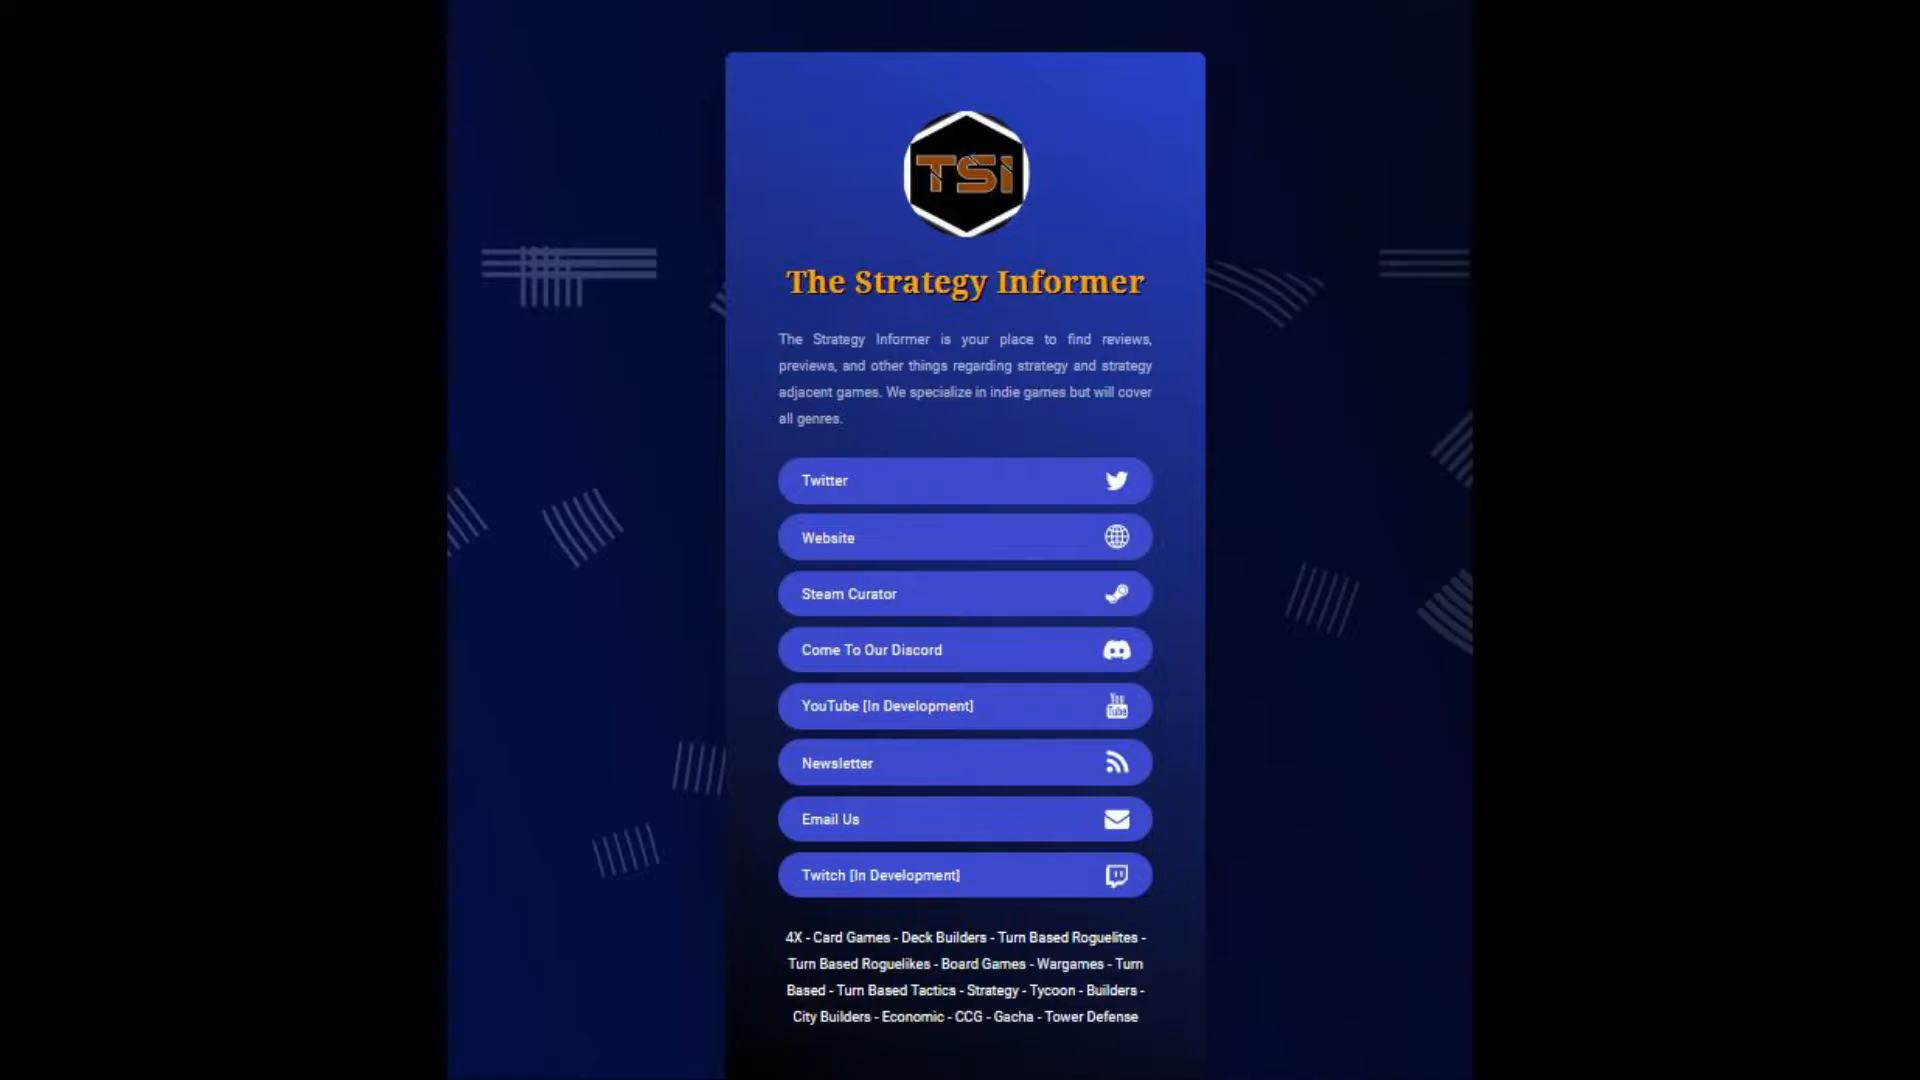 TSI
The Strategy Informer
The Strategy Informer is your place to find reviews,
previews, and other things regarding strategy and strategy
adjacent games. We specialize in indie games but will cover
all genres.
Twitter
Website
Steam Curator
Come To Our Discord
YouTube [In Development]
You
Tube
Newsletter
Email Us
Twitch [In Development]
4X - Card Games - Deck Builders - Turn Based Roguelites -
Turn Based Roguelikes - Board Games - Wargames - Turn
Based - Turn Based Tactics - Strategy - Tycoon - Builders -
City Builders - Economic - CCG - Gacha - Tower Defense